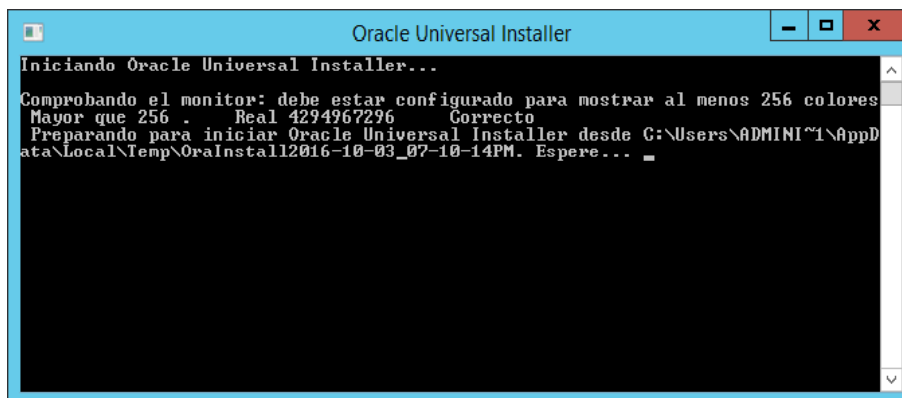 Oracle Universal Installer
Iniciando Oracle Universal Installer...
Comprobando el monitor: debe estar configurado para mostrar al menos 256 colores
Mayor que 256 .    Real 4294967296    Correcto
Preparando para iniciar Oracle Universal Installer desde C:\Users\ADMINI~1\AppD
ata\Local\Temp\OraInstall2016-10-03_07-10-14PM. Espere...